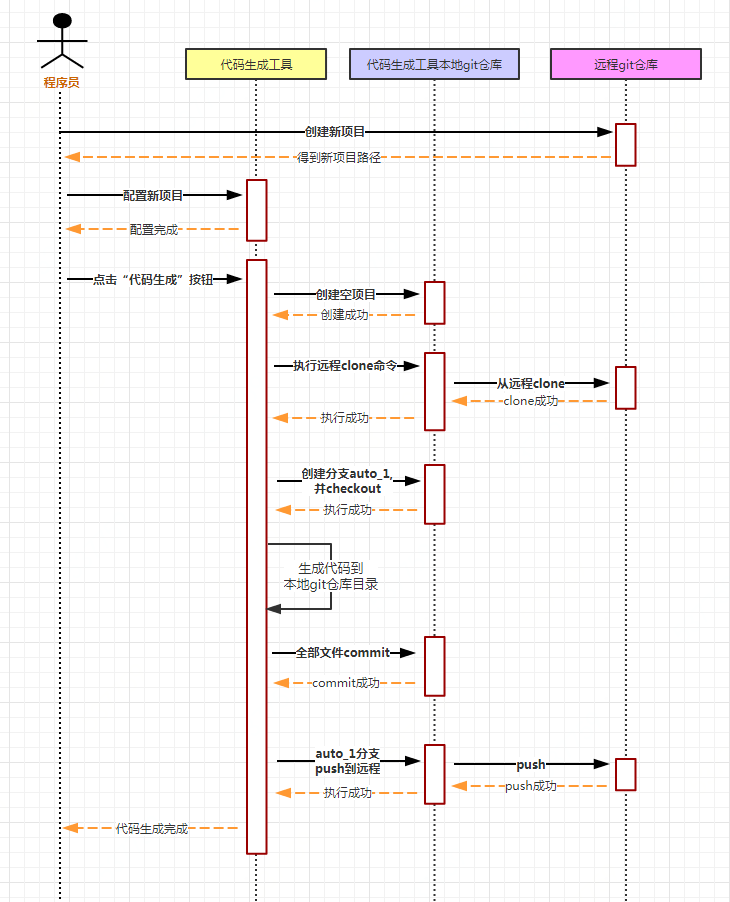 程序员
代码生成工具
代码生成工具本地git仓库
远程git仓库
创建新项目
得到新项目路径
配置新项目
配置完成
点击“代码生成”按钮
创建空项目
创建成功
执行远程clone命令
从远程clone
clone成功
执行成功
创建分支auto_1,
并checkout
执行成功
生成代码到
本地git仓库目录
全部文件commit
commit成功
auto_1分支
push到远程
push
push成功
执行成功
代码生成完成